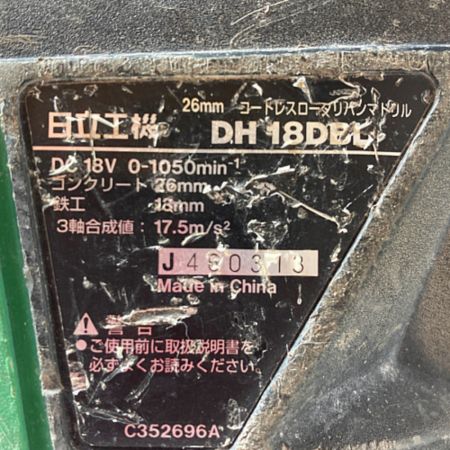 26mm コードレスロータリハンマドリル
日立工機 DH 18DBL
DC 18V 0-1050min⁻¹
コンクリート 26mm
鉄工 13mm
3軸合成値: 17.5m/s²
J490313
Made in China
警告
●ご使用前に取扱説明書を
必ずよくお読みください。
C352696A